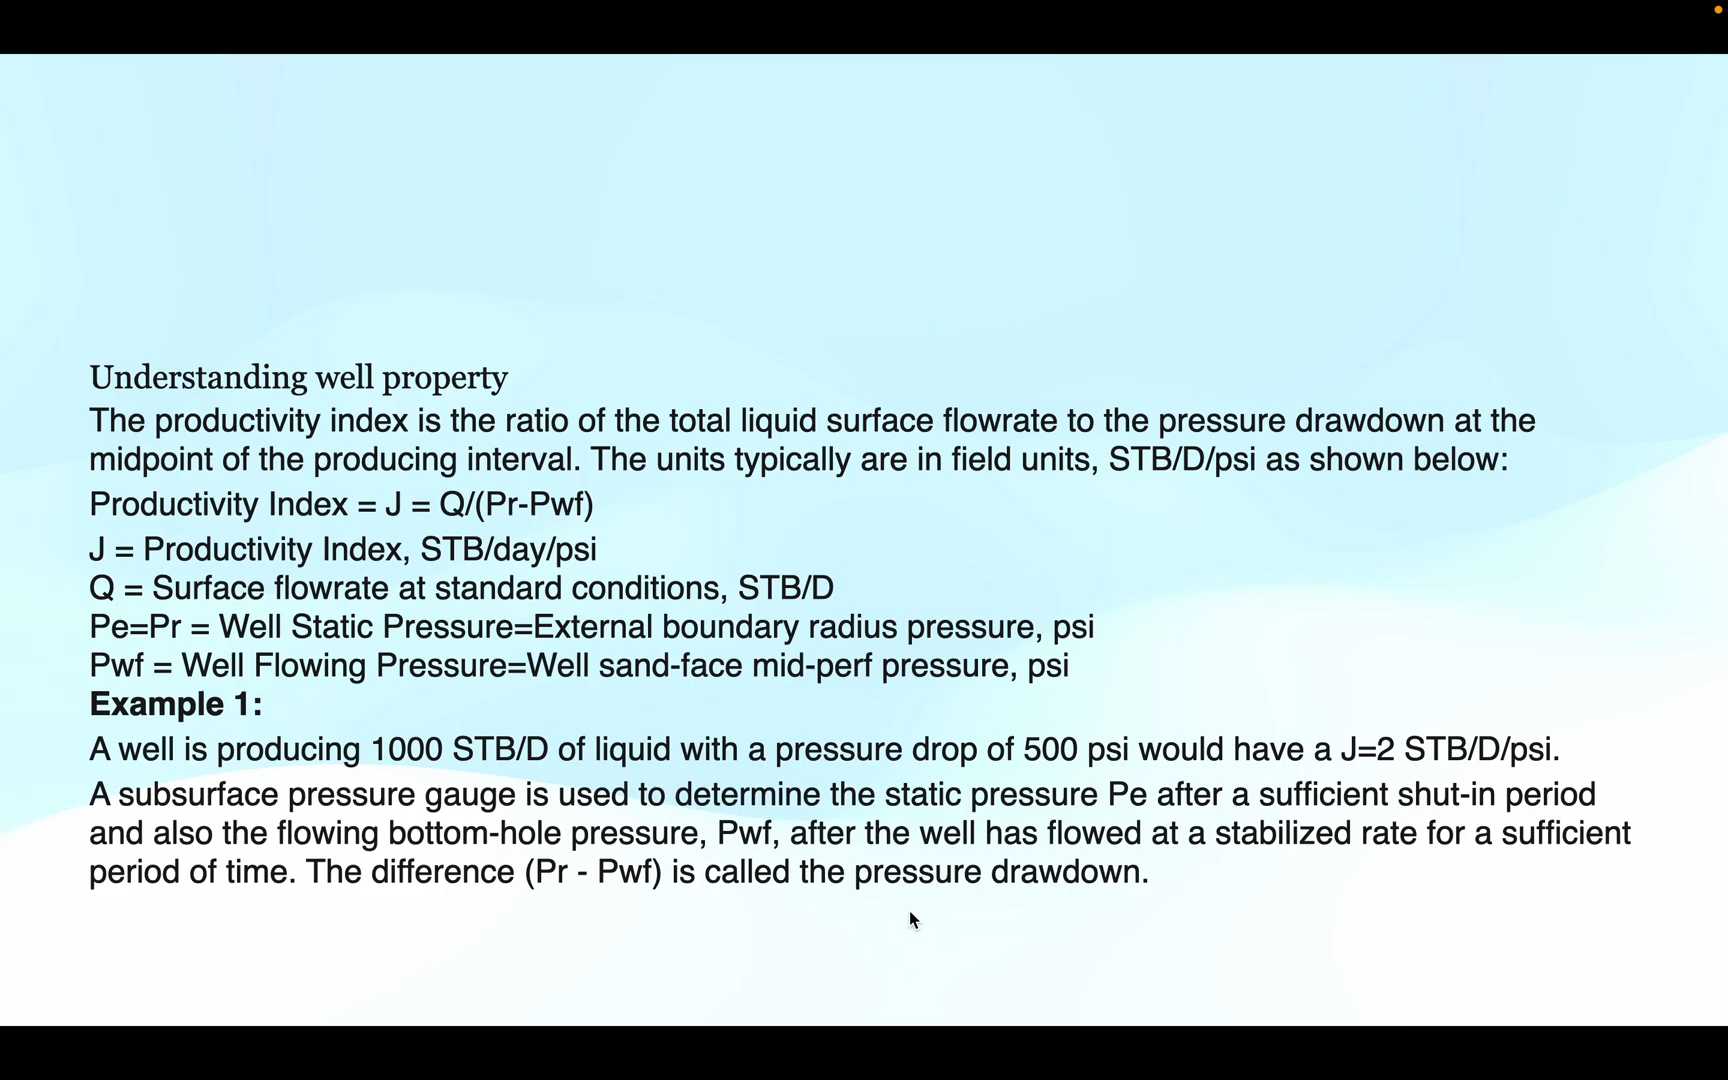 Understanding well property
The productivity index is the ratio of the total liquid surface flowrate to the pressure drawdown at the
midpoint of the producing interval. The units typically are in field units, STB/D/psi as shown below:
Productivity Index = J = Q/(Pr-Pwf)
J = Productivity Index, STB/day/psi
Q = Surface flowrate at standard conditions, STB/D
Pe=Pr = Well Static Pressure=External boundary radius pressure, psi
Pwf = Well Flowing Pressure=Well sand-face mid-perf pressure, psi
Example 1:
A well is producing 1000 STB/D of liquid with a pressure drop of 500 psi would have a J=2 STB/D/psi.
A subsurface pressure gauge is used to determine the static pressure Pe after a sufficient shut-in period
and also the flowing bottom-hole pressure, Pwf, after the well has flowed at a stabilized rate for a sufficient
period of time. The difference (Pr - Pwf) is called the pressure drawdown.